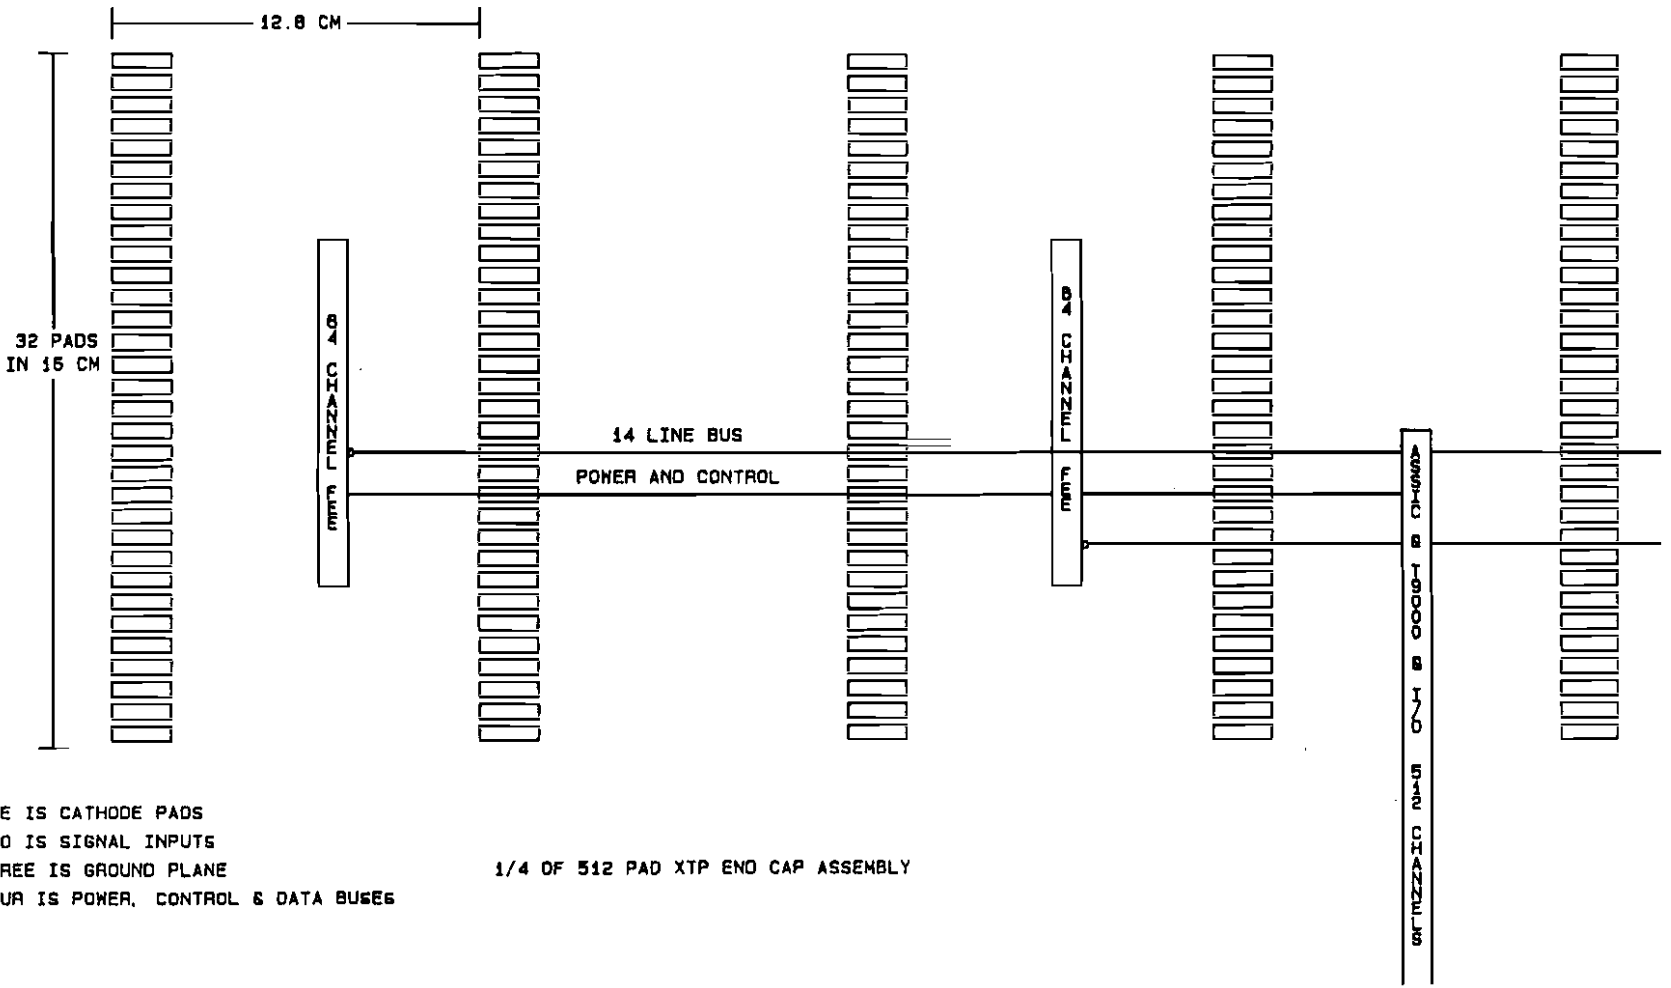 12.8 CM
32 PADS
IN 15 CM
64 CHANNEL FEE
64 CHANNEL FEE
14 LINE BUS
POWER AND CONTROL
ASSTC & T9000 & I/O 512 CHANNELS
E IS CATHODE PADS
O IS SIGNAL INPUTS
REE IS GROUND PLANE
UR IS POWER, CONTROL & DATA BUSES
1/4 OF 512 PAD XTP END CAP ASSEMBLY